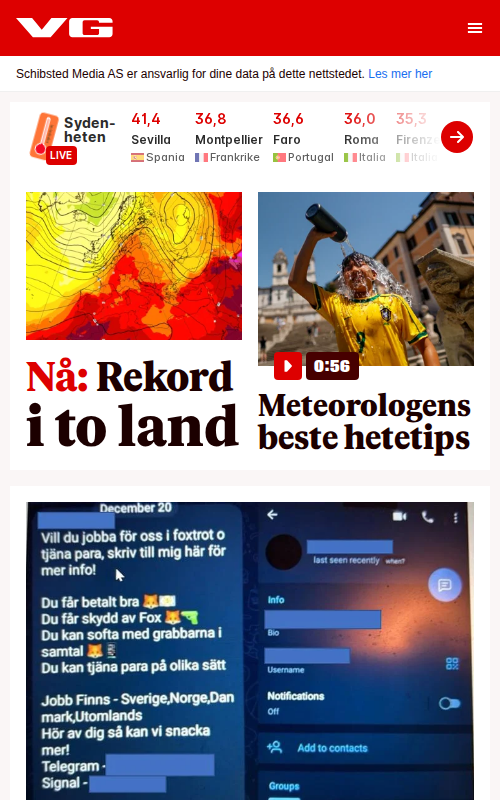 VG
Schibsted Media AS er ansvarlig for dine data på dette nettstedet. Les mer her
Syden-
heten
LIVE
41,4
Sevilla
Spania
36,8
Montpellier
Frankrike
36,6
Faro
Portugal
36,0
Roma
Italia
35,3
Firenz
Italia
Nå: Rekord
i to land
0:56
Meteorologens
beste hetetips
December 20
Vill du jobba för oss i foxtrot o
tjäna para, skriv till mig här för
mer info!
Du får betalt bra 🦊
Du får skydd av Fox 🦊🔫
Du kan softa med grabbarna i
samtal 🦊
Du kan tjäna para på olika sätt
Jobb Finns - Sverige,Norge,Dan
mark,Utomlands
Hör av dig så kan vi snacka
mer!
Telegram -
Signal -
last seen recently when?
Info
Bio
Username
Notifications
Off
Add to contacts
Groups